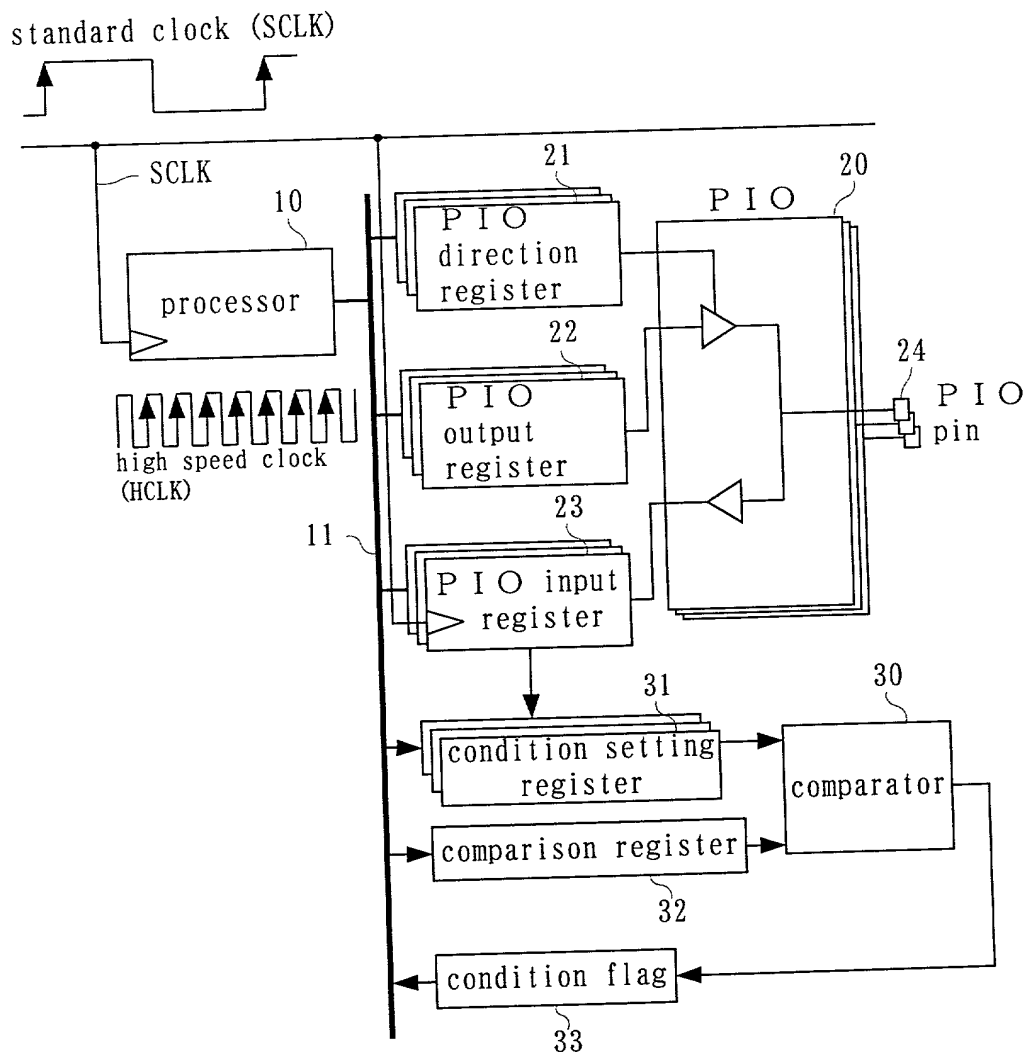 standard clock (SCLK)
SCLK
10
processor
high speed clock
(HCLK)
11
21
PIO
direction
register
22
PIO
output
register
23
PIO input
register
20
PIO
24
PIO
pin
31
condition setting
register
30
comparator
comparison register
32
condition flag
33